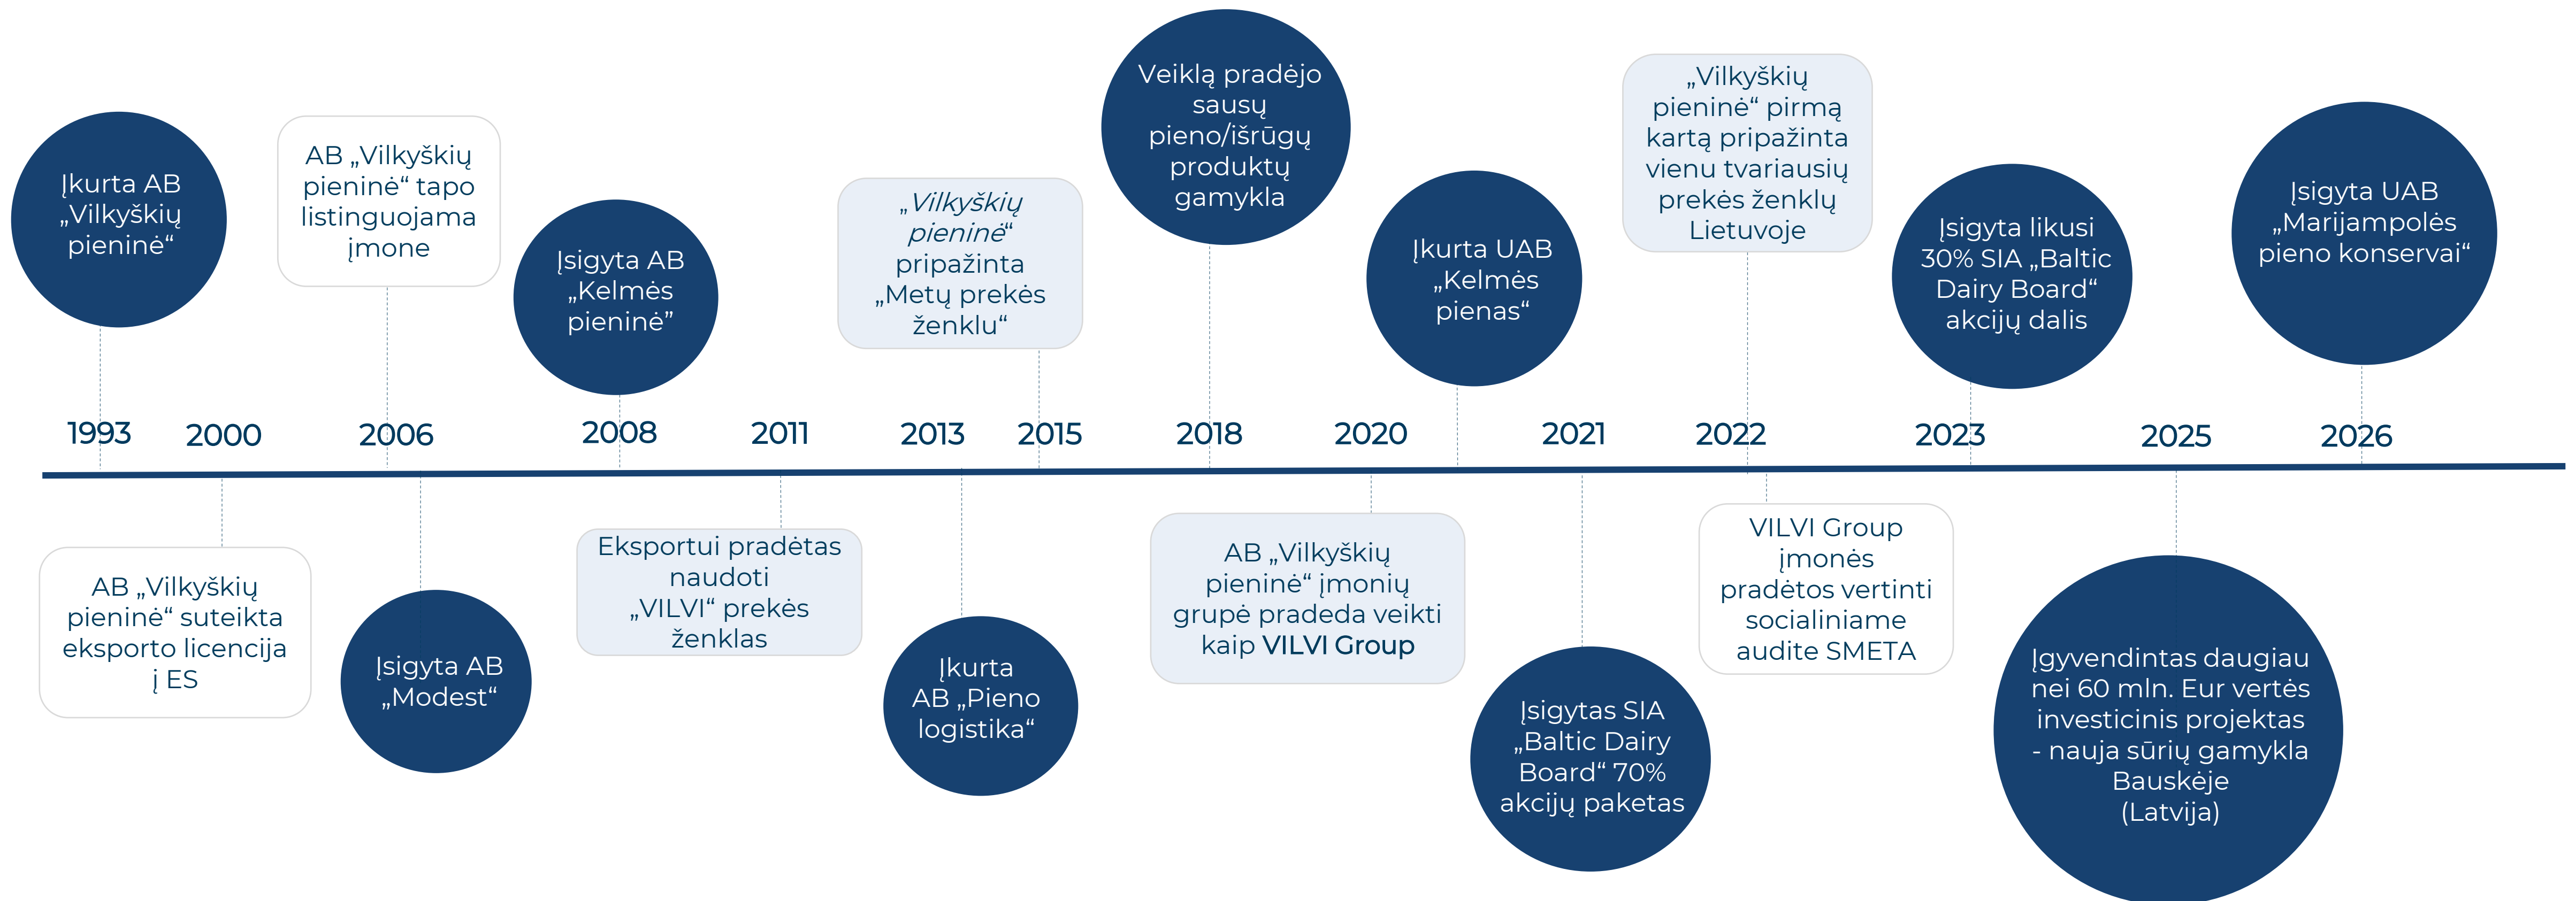 Įkurta AB
„Vilkyškių
pieninė“
AB „Vilkyškių
pieninė“ tapo
listinguojama
įmone
Įsigyta AB
„Kelmės
pieninė”
„Vilkyškių
pieninė“
pripažinta
„Metų prekės
ženklu“
Veiklą pradėjo
sausų
pieno/išrūgų
produktų
gamykla
Įkurta UAB
„Kelmės
pienas“
„Vilkyškių
pieninė“ pirmą
kartą pripažinta
vienu tvariausių
prekės ženklų
Lietuvoje
Įsigyta likusi
30% SIA „Baltic
Dairy Board“
akcijų dalis
Įsigyta UAB
„Marijampolės
pieno konservai“
1993 2000 2006 2008 2011 2013 2015 2018 2020 2021 2022 2023 2025 2026
AB „Vilkyškių
pieninė“ suteikta
eksporto licencija
į ES
Įsigyta AB
„Modest“
Eksportui pradėtas
naudoti
„VILVI“ prekės
ženklas
Įkurta
AB „Pieno
logistika“
AB „Vilkyškių
pieninė“ įmonių
grupė pradeda veikti
kaip VILVI Group
Įsigytas SIA
„Baltic Dairy
Board“ 70%
akcijų paketas
VILVI Group
įmonės
pradėtos vertinti
socialiniame
audite SMETA
Įgyvendintas daugiau
nei 60 mln. Eur vertės
investicinis projektas
- nauja sūrių gamykla
Bauskėje
(Latvija)